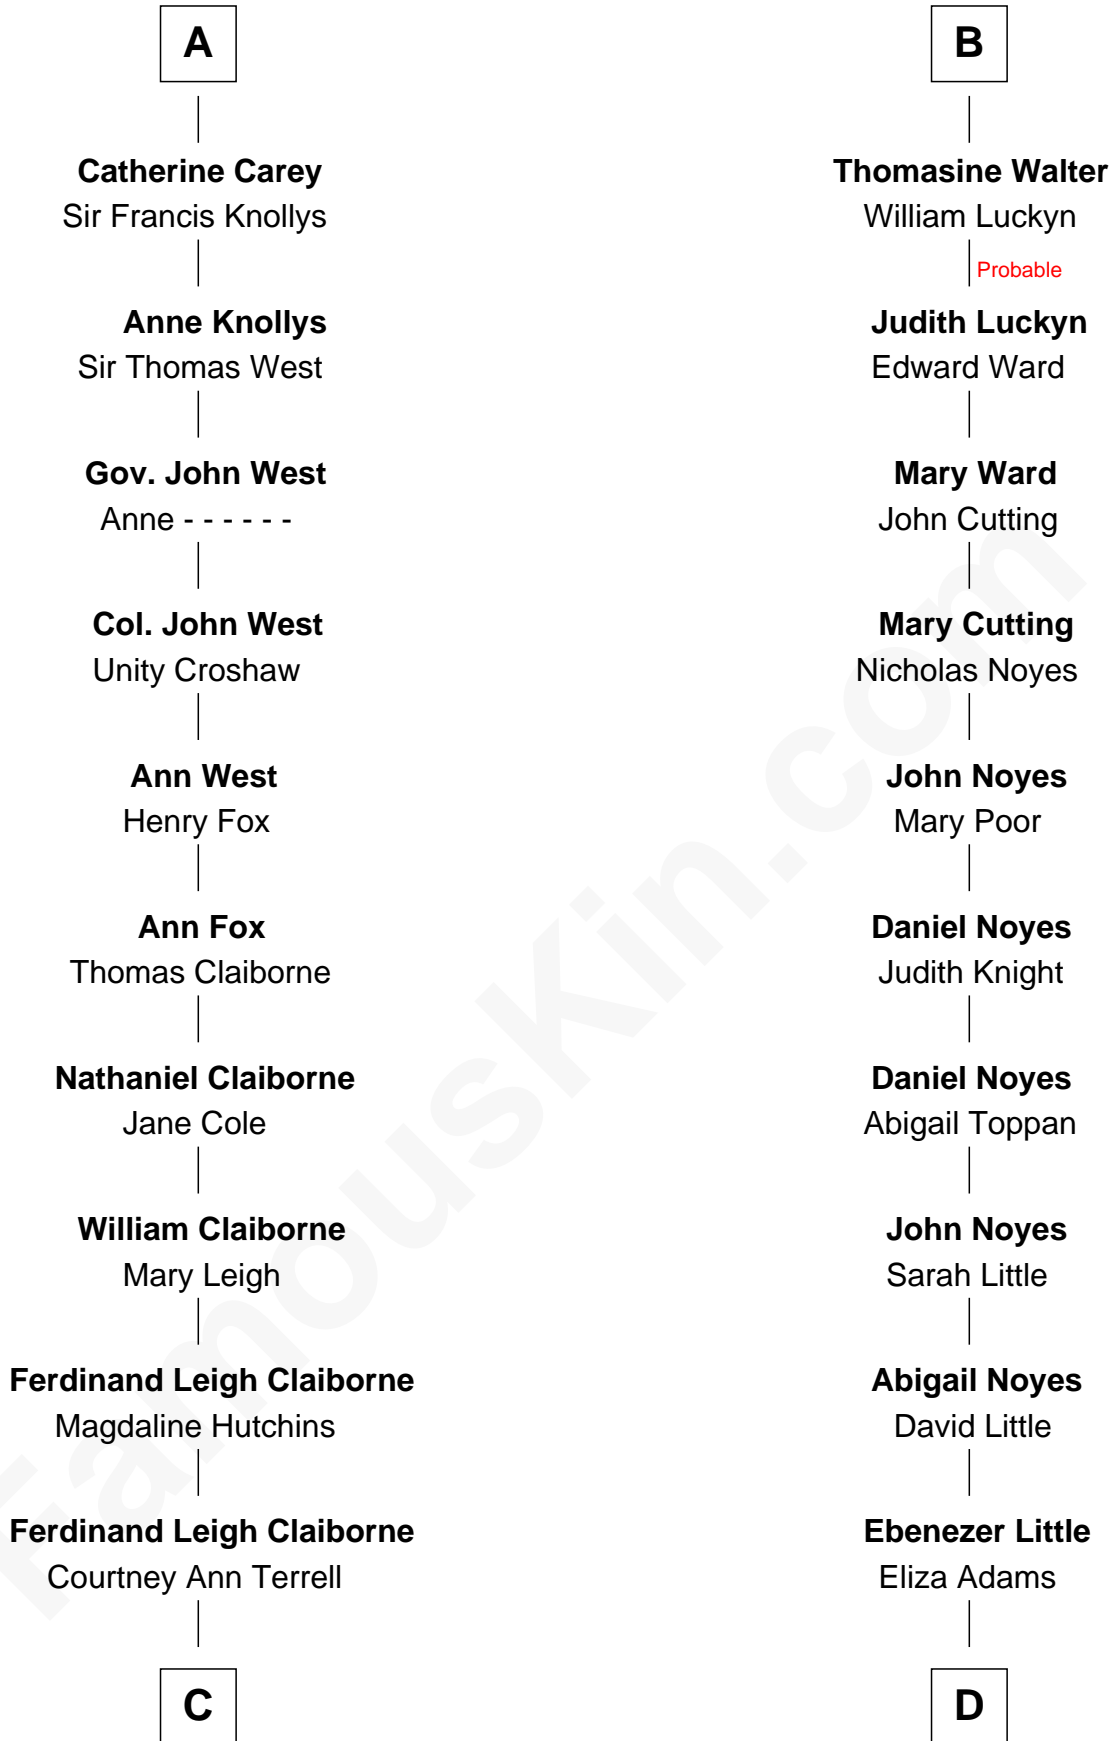 A
Catherine Carey
Sir Francis Knollys
Anne Knollys
Sir Thomas West
Gov. John West
Anne - - - - - -
Col. John West
Unity Croshaw
Ann West
Henry Fox
Ann Fox
Thomas Claiborne
Nathaniel Claiborne
Jane Cole
William Claiborne
Mary Leigh
Ferdinand Leigh Claiborne
Magdaline Hutchins
Ferdinand Leigh Claiborne
Courtney Ann Terrell
C
B
Thomasine Walter
William Luckyn
Probable
Judith Luckyn
Edward Ward
Mary Ward
John Cutting
Mary Cutting
Nicholas Noyes
John Noyes
Mary Poor
Daniel Noyes
Judith Knight
Daniel Noyes
Abigail Toppan
John Noyes
Sarah Little
Abigail Noyes
David Little
Ebenezer Little
Eliza Adams
D
FamousKin.com